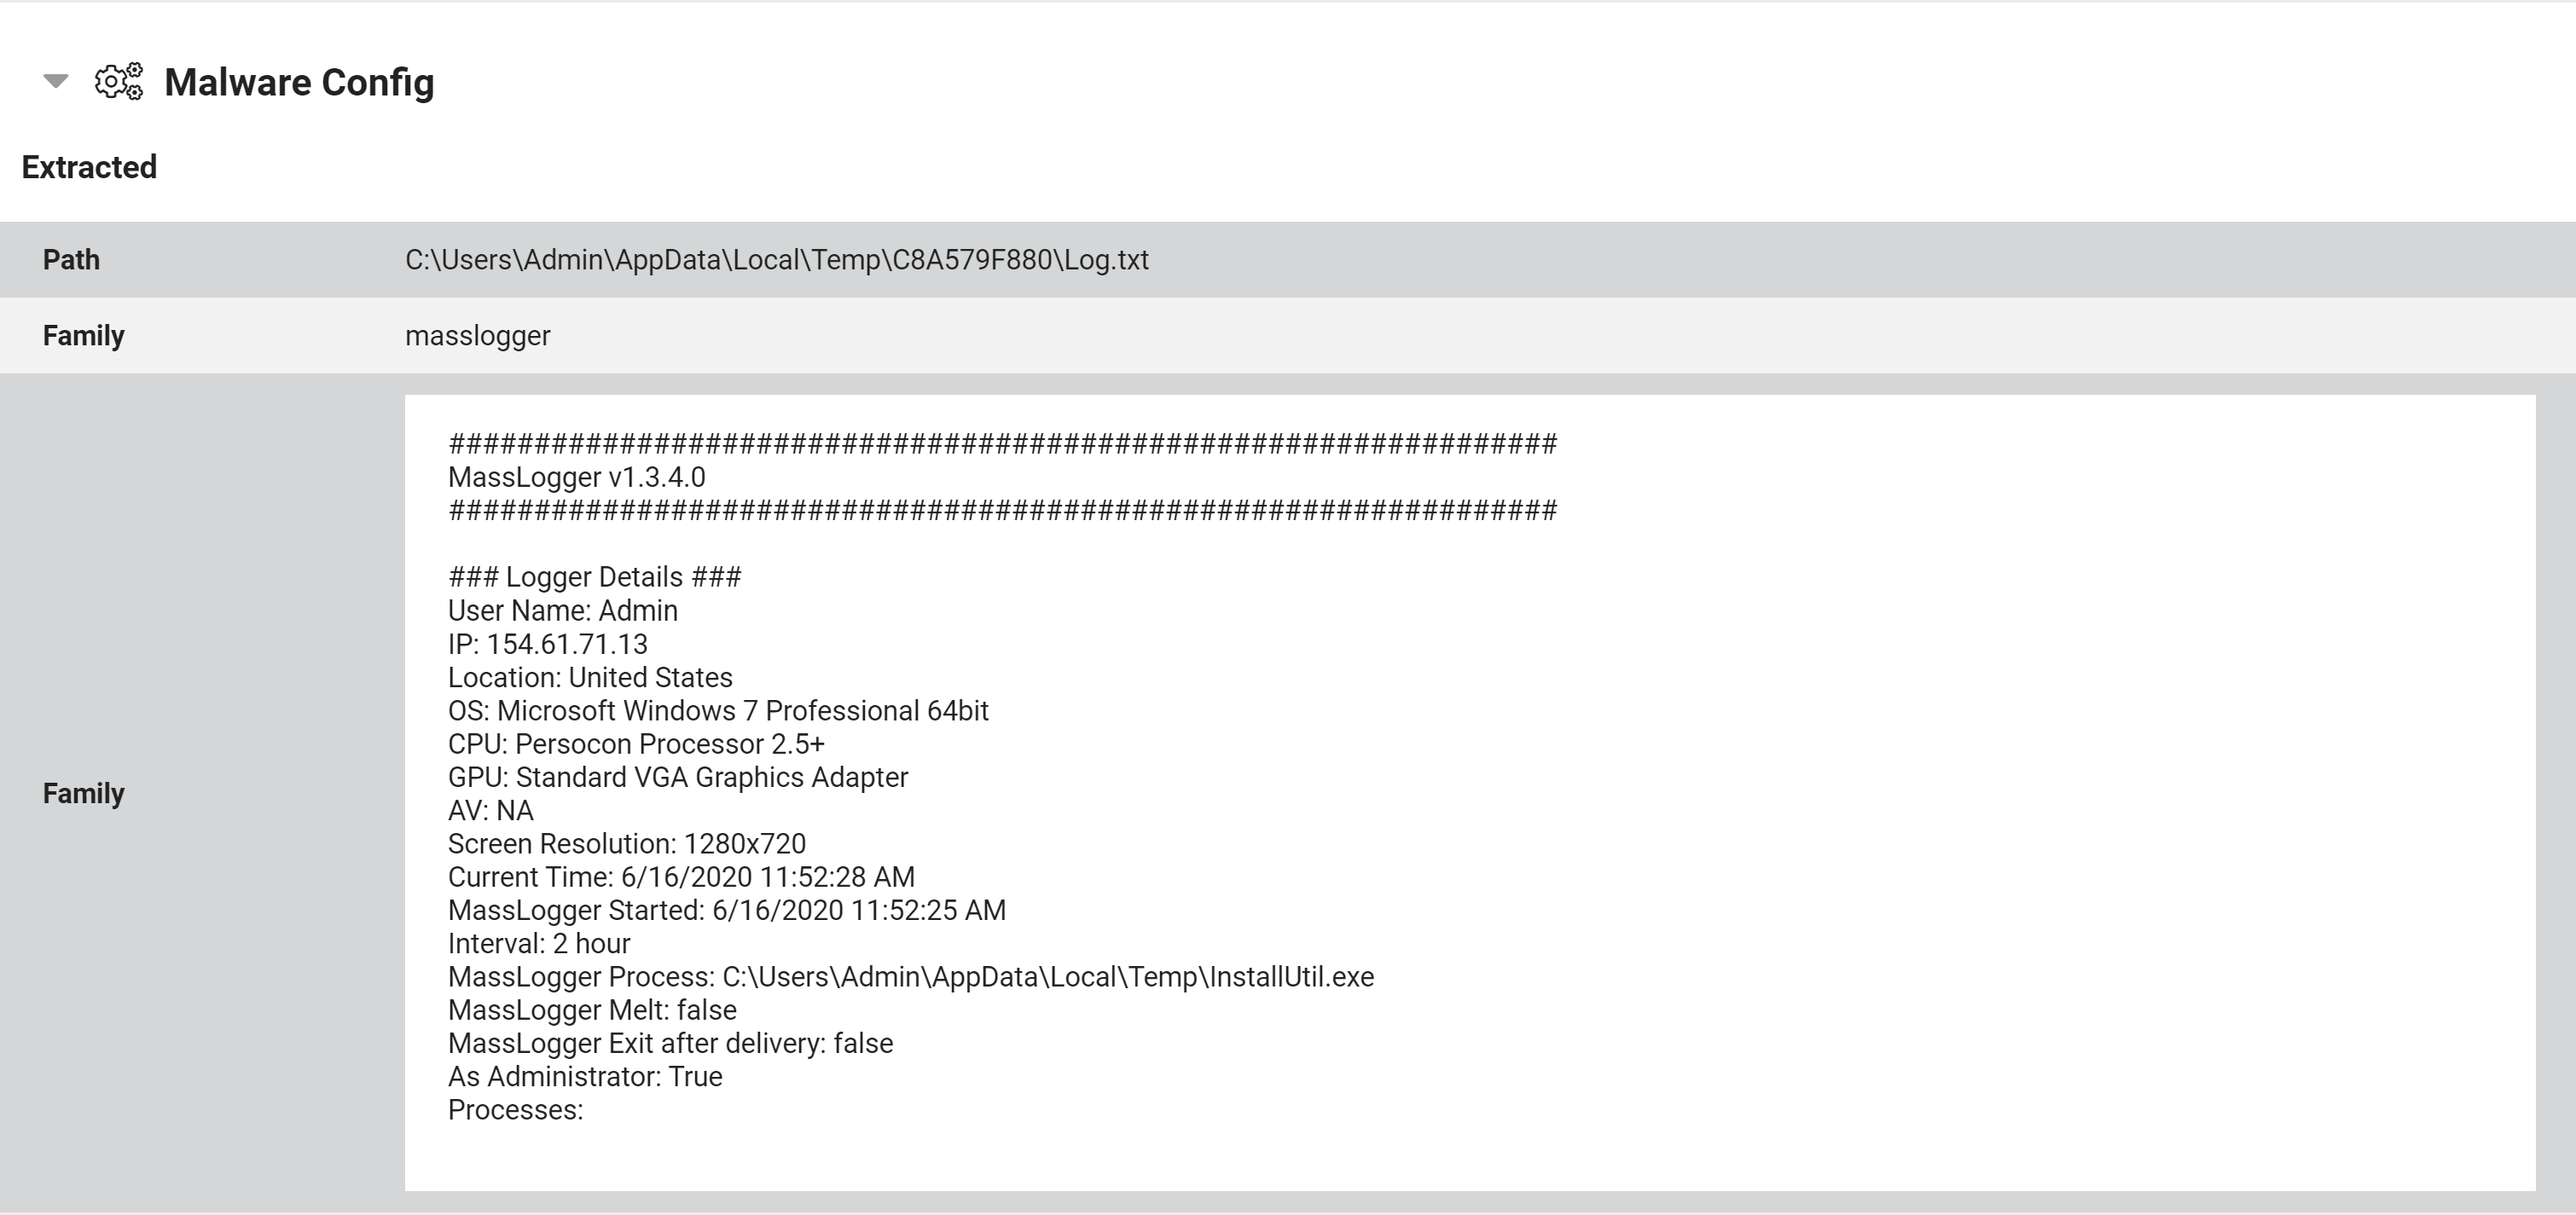 Malware Config
Extracted
Path C:\Users\Admin\AppData\Local\Temp\C8A579F880\Log.txt
Family masslogger
Family
#################################################################
MassLogger v1.3.4.0
#################################################################
### Logger Details ###
User Name: Admin
IP: 154.61.71.13
Location: United States
OS: Microsoft Windows 7 Professional 64bit
CPU: Persocon Processor 2.5+
GPU: Standard VGA Graphics Adapter
AV: NA
Screen Resolution: 1280x720
Current Time: 6/16/2020 11:52:28 AM
MassLogger Started: 6/16/2020 11:52:25 AM
Interval: 2 hour
MassLogger Process: C:\Users\Admin\AppData\Local\Temp\InstallUtil.exe
MassLogger Melt: false
MassLogger Exit after delivery: false
As Administrator: True
Processes: